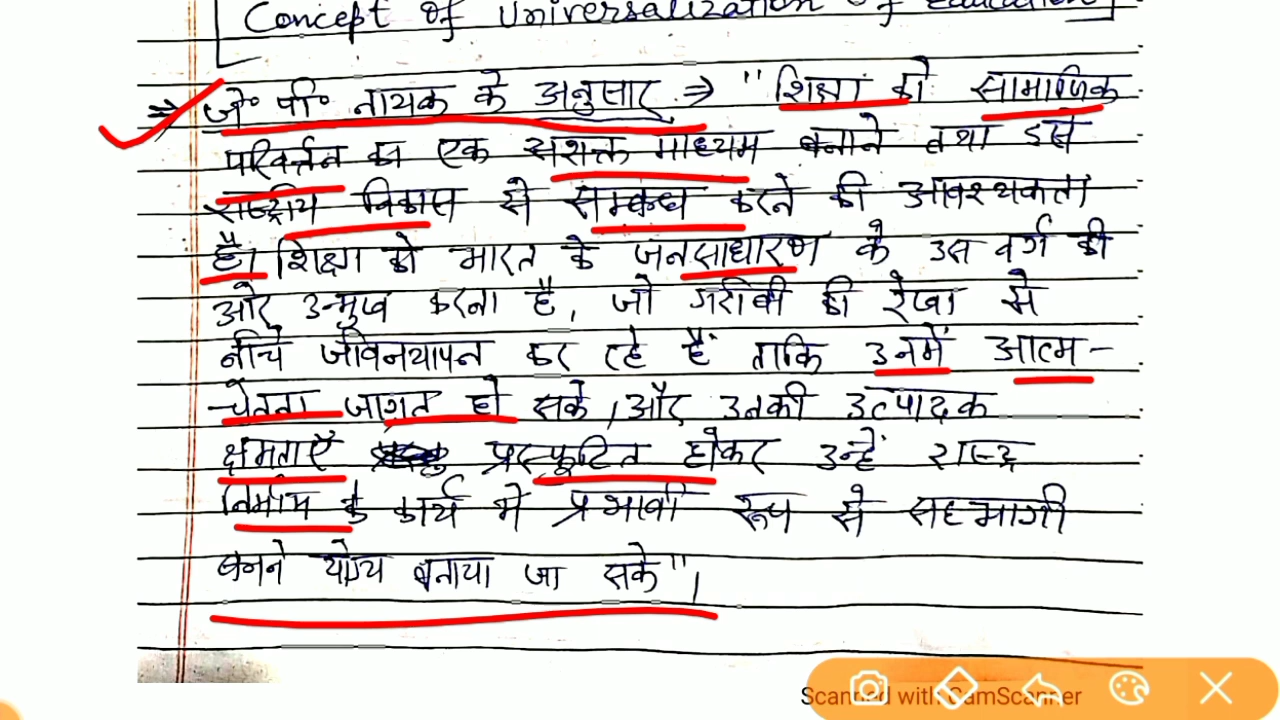 Concept of Universalization of Education
⇒ जे० पी० नायक के अनुसार ⇒ "शिक्षा को सामाजिक
परिवर्त्तन का एक सशक्त माध्यम बनाने तथा इसे
राष्ट्रीय विकास से सम्बन्ध करने की आवश्यकता
है। शिक्षा को भारत के जनसाधारण के उस वर्ग की
ओर उन्मुख करना है, जो गरीबी की रेखा से
नीचे जीवनयापन कर रहे हैं ताकि उनमें आत्म-
चेतना जागृत हो सके, और उनकी उत्पादक
क्षमताएँ प्रस्फूटित होकर उन्हें राष्ट्र
निर्माण के कार्य में प्रभावी रूप से सहभागी
बनने योग्य बनाया जा सके"।
Scanned with CamScanner